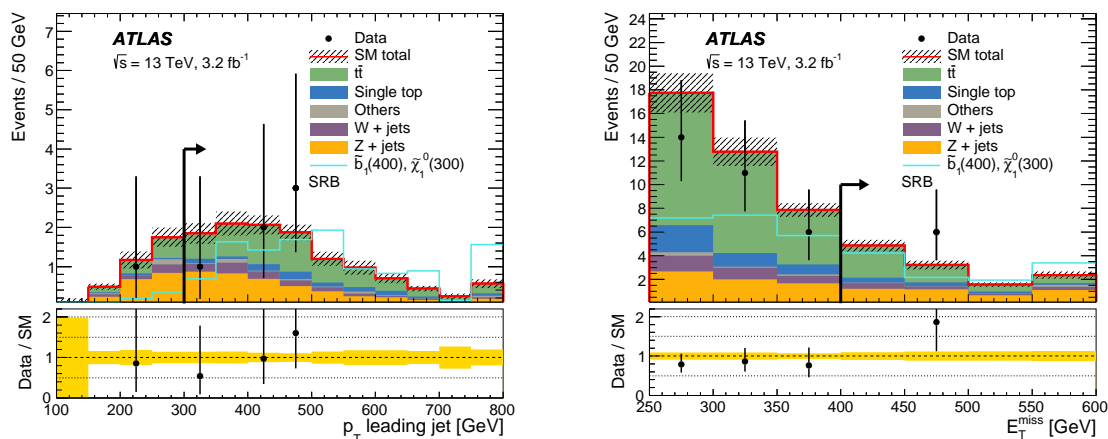 Events / 50 GeV
7
6
5
4
3
2
1
ATLAS
√s = 13 TeV, 3.2 fb⁻¹
Data
SM total
tt̄
Single top
Others
W + jets
Z + jets
b̃₁(400), χ̃₁⁰(300)
SRB
Data / SM
2
1
0
100 200 300 400 500 600 700 800
p_T leading jet [GeV]
Events / 50 GeV
24
22
20
18
16
14
12
10
8
6
4
2
ATLAS
√s = 13 TeV, 3.2 fb⁻¹
Data
SM total
tt̄
Single top
Others
W + jets
Z + jets
b̃₁(400), χ̃₁⁰(300)
SRB
Data / SM
2
1
0
250 300 350 400 450 500 550 600
E_T^miss [GeV]